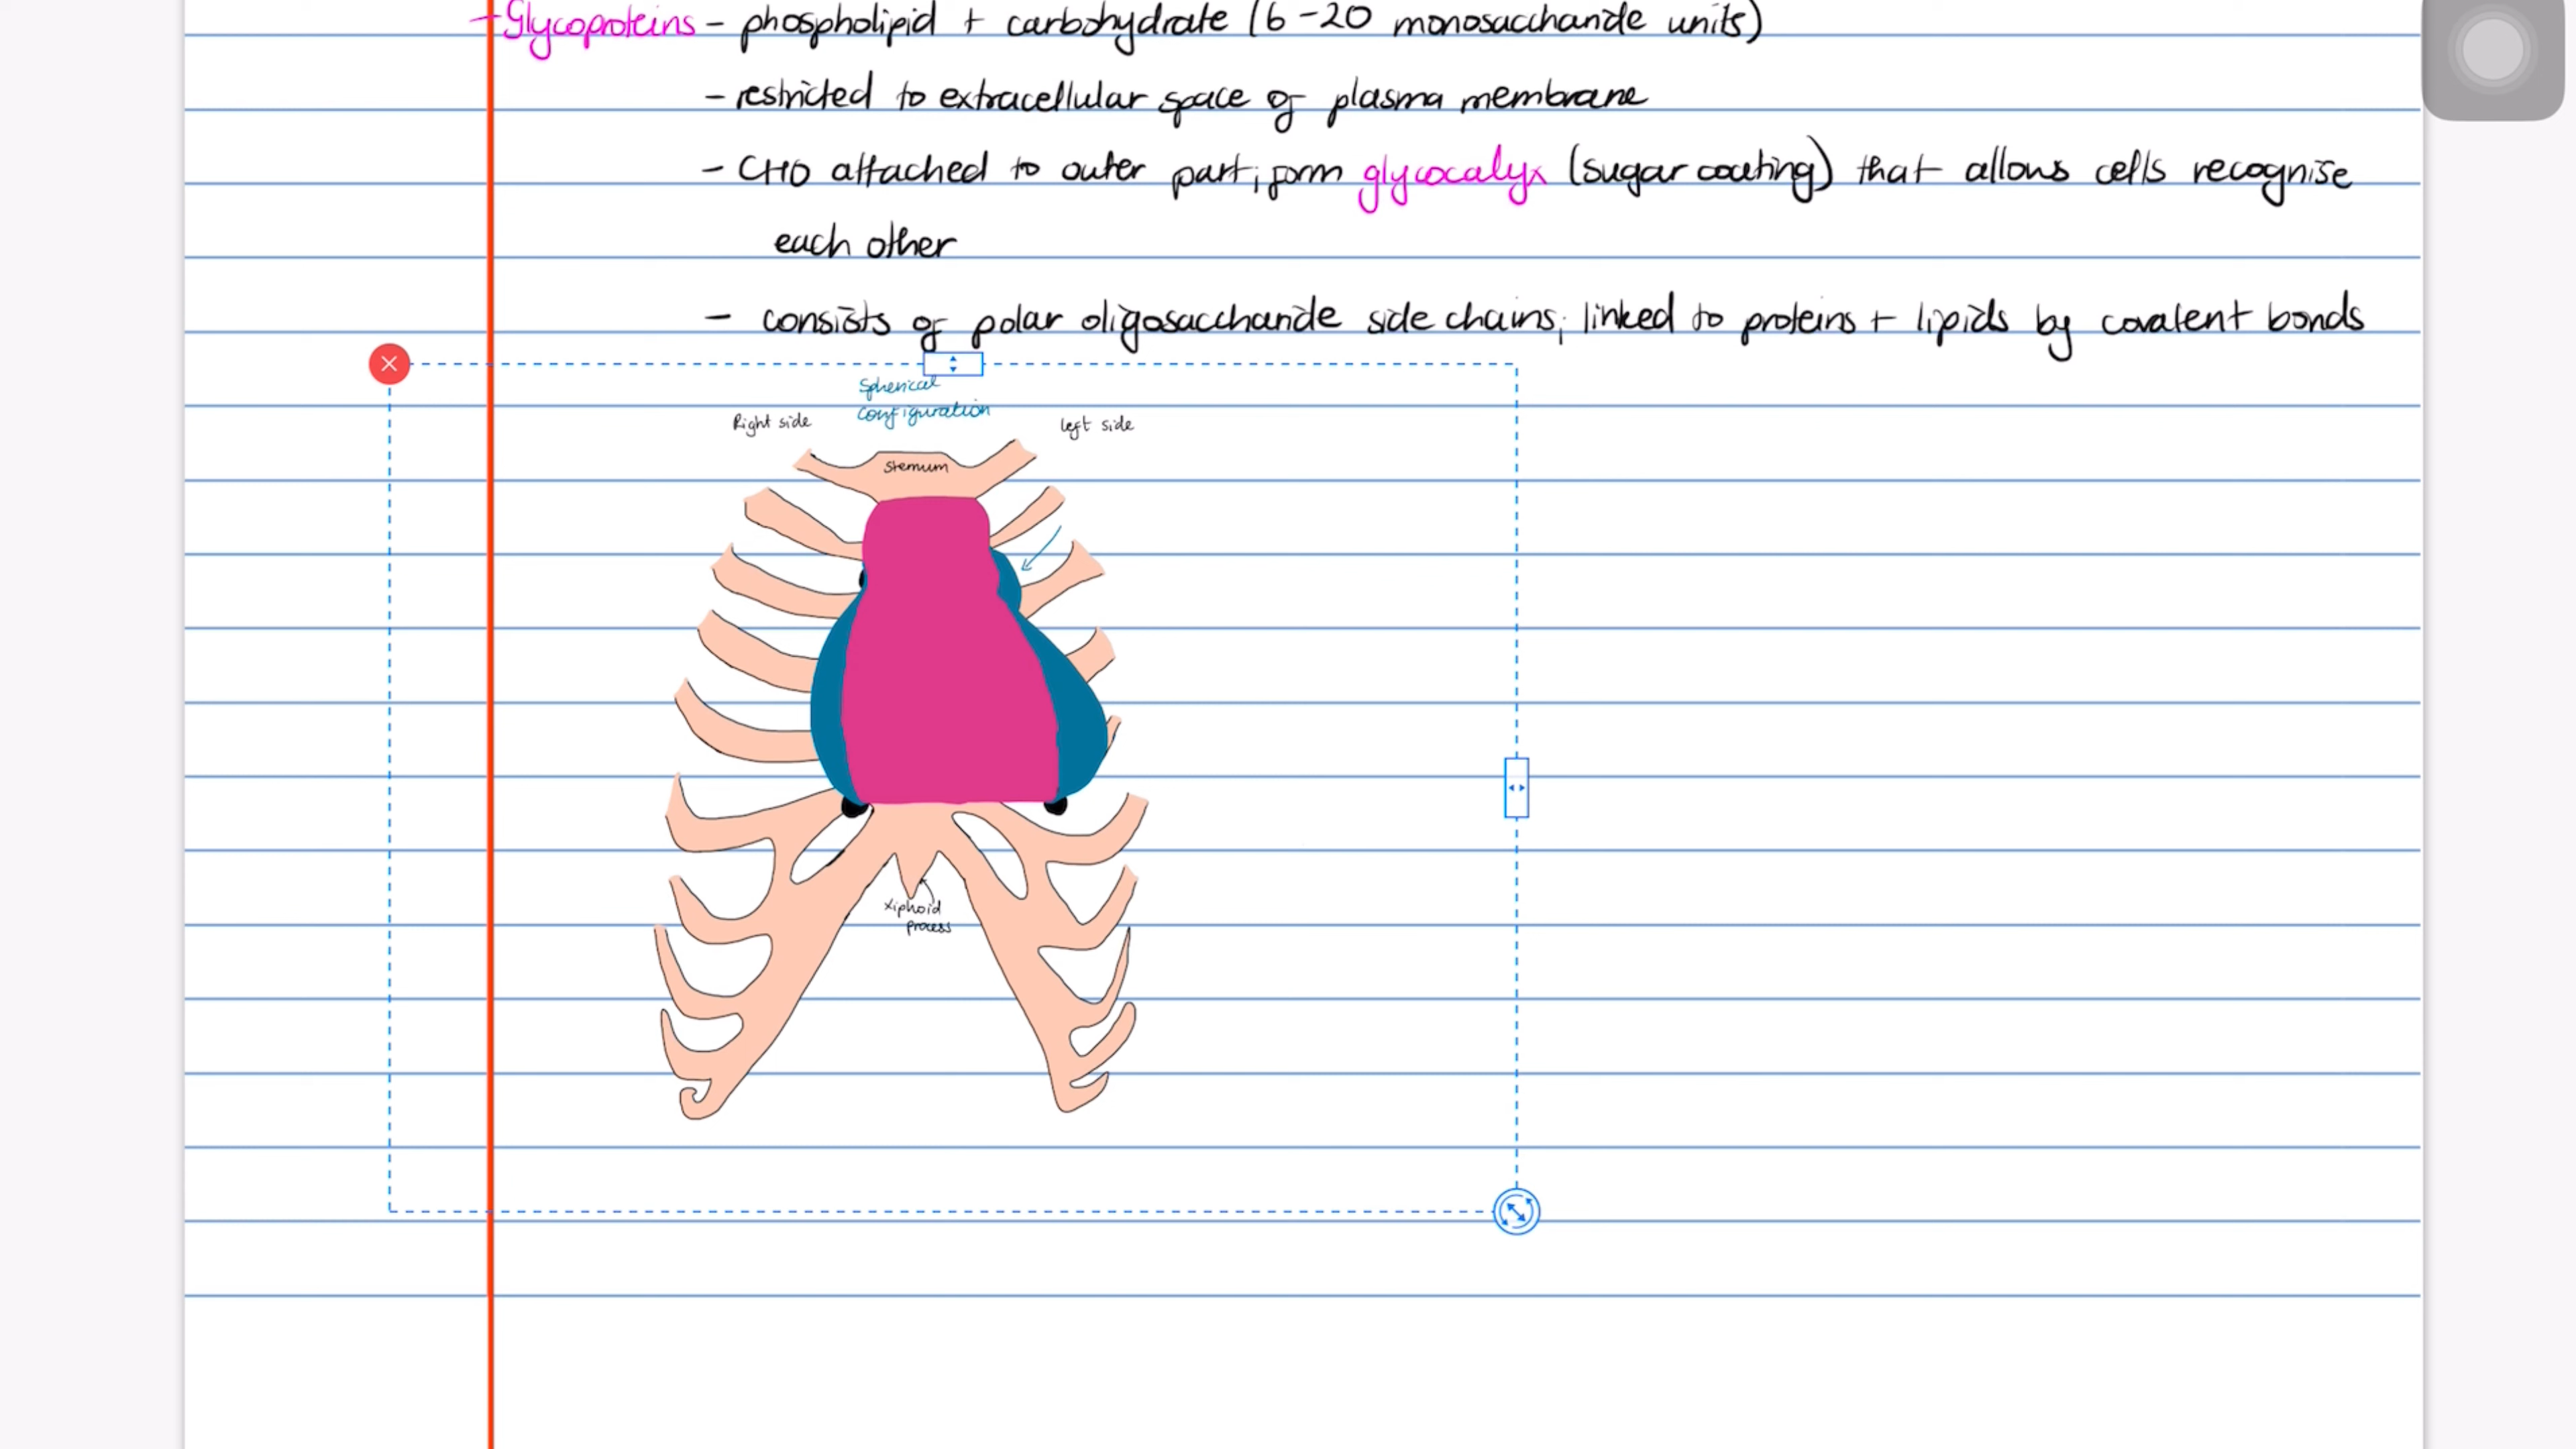 - Glycoproteins - phospholipid + carbohydrate (6-20 monosaccharide units)
- restricted to extracellular space of plasma membrane
- CHO attached to outer part, form glycocalyx (sugar coating) that allows cells recognise
each other
- consists of polar oligosaccharide side chains, linked to proteins + lipids by covalent bonds
Spherical
configuration
Right side
left side
Sternum
xiphoid
process